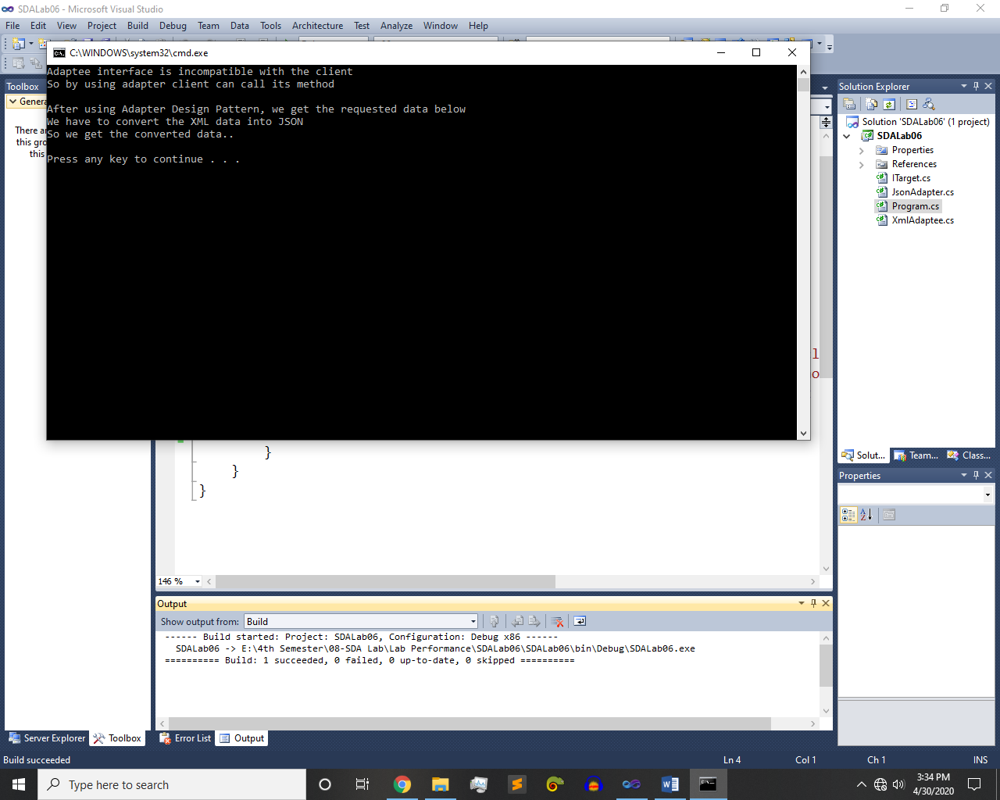 SDALab06 - Microsoft Visual Studio
File Edit View Project Build Debug Team Data Tools Architecture Test Analyze Window Help
C:\WINDOWS\system32\cmd.exe
Adaptee interface is incompatible with the client
So by using adapter client can call its method
After using Adapter Design Pattern, we get the requested data below
We have to convert the XML data into JSON
So we get the converted data..
Press any key to continue . . .
Toolbox
Genera
There a
this gro
this
l
o
}
}
}
146 %
Solution Explorer
Solution 'SDALab06' (1 project)
SDALab06
Properties
References
ITarget.cs
JsonAdapter.cs
Program.cs
XmlAdaptee.cs
Solut... Team... Class...
Properties
Output
Show output from: Build
------ Build started: Project: SDALab06, Configuration: Debug x86 ------
SDALab06 -> E:\4th Semester\08-SDA Lab\Lab Performance\SDALab06\SDALab06\bin\Debug\SDALab06.exe
========== Build: 1 succeeded, 0 failed, 0 up-to-date, 0 skipped ==========
Server Explorer Toolbox Error List Output
Build succeeded Ln 4 Col 1 Ch 1 INS
Type here to search
3:34 PM
4/30/2020